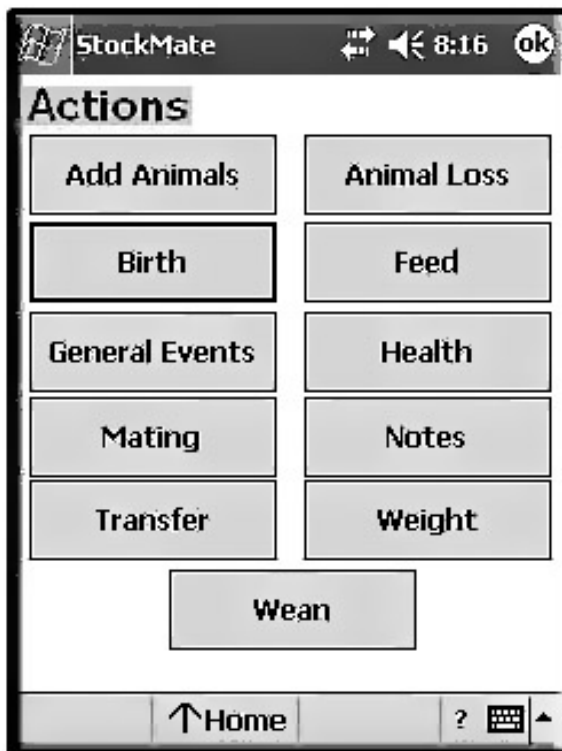 StockMate 8:16 ok
Actions
Add Animals Animal Loss
Birth Feed
General Events Health
Mating Notes
Transfer Weight
Wean
↑Home ?